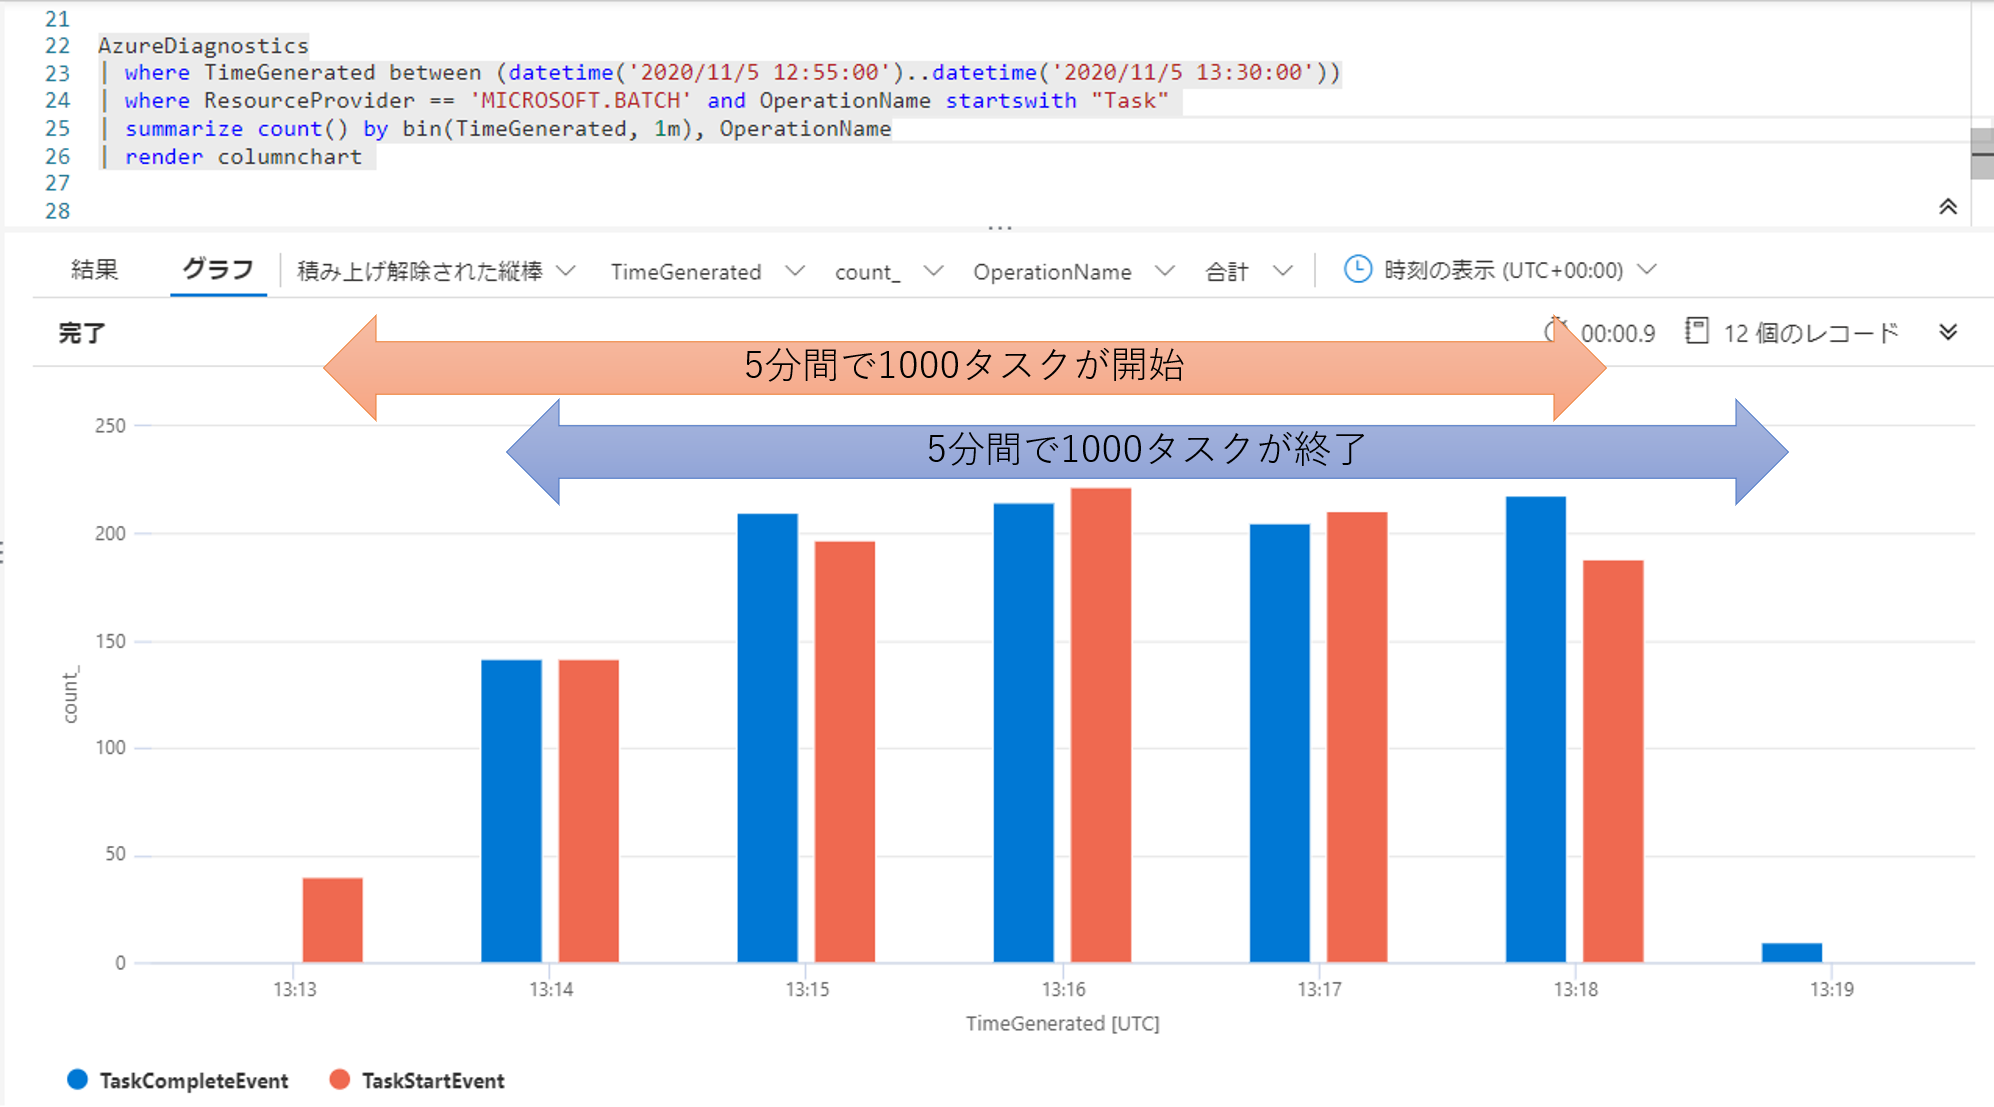 21
22 AzureDiagnostics
23 | where TimeGenerated between (datetime('2020/11/5 12:55:00')..datetime('2020/11/5 13:30:00'))
24 | where ResourceProvider == 'MICROSOFT.BATCH' and OperationName startswith "Task"
25 | summarize count() by bin(TimeGenerated, 1m), OperationName
26 | render columnchart
27
28
結果 グラフ 積み上げ解除された縦棒 TimeGenerated count_ OperationName 合計 時刻の表示 (UTC+00:00)
完了 00:00.9 12 個のレコード
5分間で1000タスクが開始
5分間で1000タスクが終了
250
200
150
100
50
0
count_
13:13 13:14 13:15 13:16 13:17 13:18 13:19
TimeGenerated [UTC]
TaskCompleteEvent TaskStartEvent